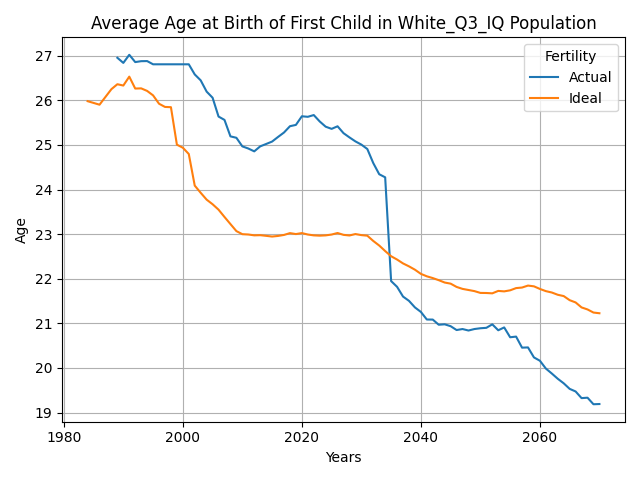 Average Age at Birth of First Child in White_Q3_IQ Population
Fertility
Actual
Ideal
Age
27
26
25
24
23
22
21
20
19
1980
2000
2020
2040
2060
Years